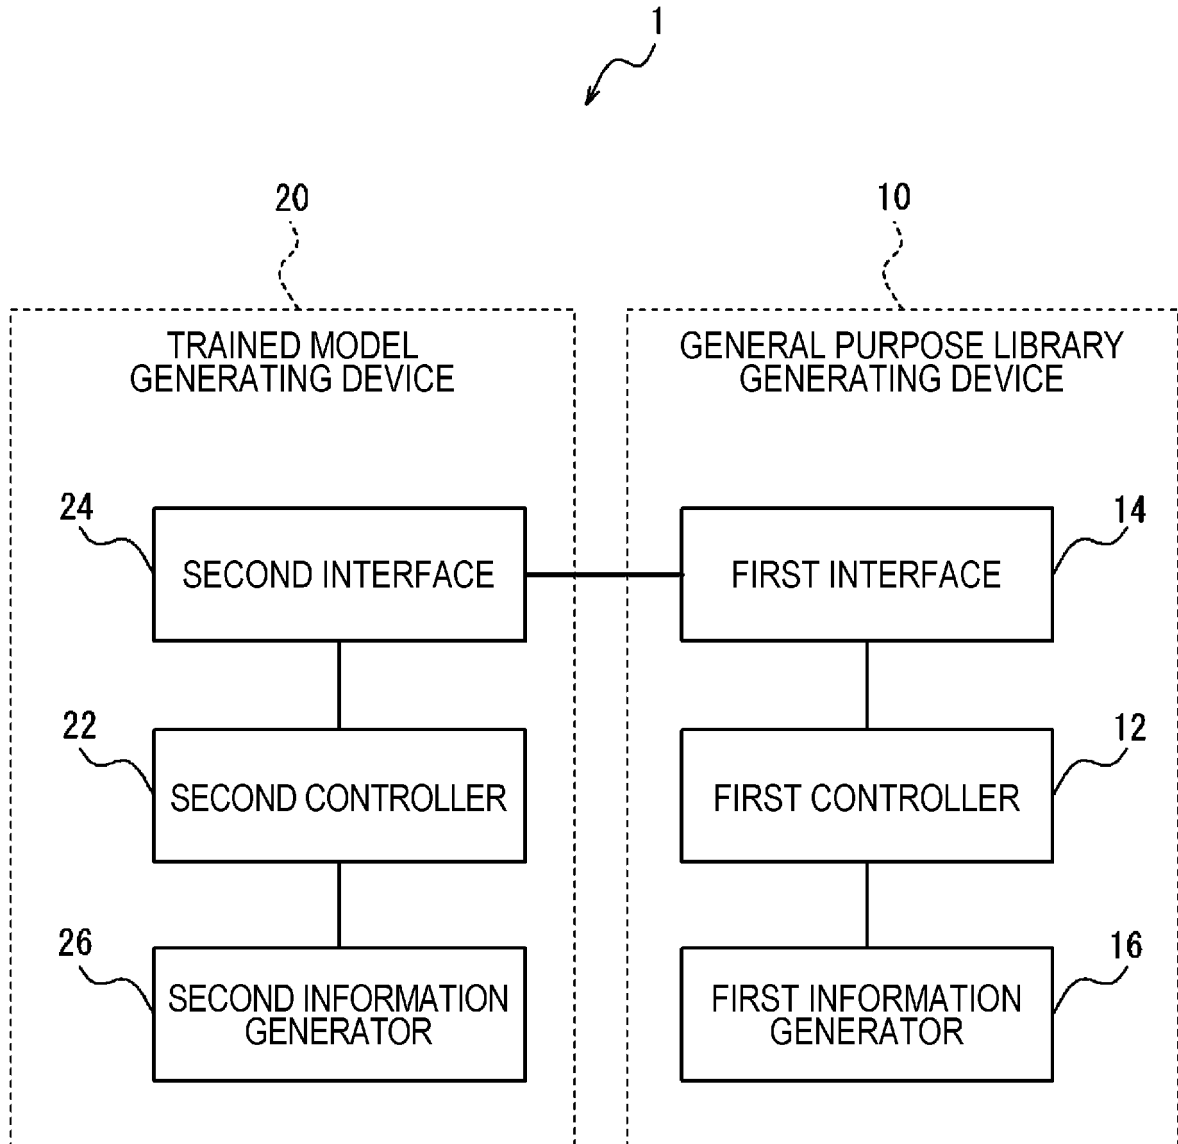 1
20
10
TRAINED MODEL
GENERATING DEVICE
GENERAL PURPOSE LIBRARY
GENERATING DEVICE
24
SECOND INTERFACE
FIRST INTERFACE
14
22
SECOND CONTROLLER
FIRST CONTROLLER
12
26
SECOND INFORMATION
GENERATOR
FIRST INFORMATION
GENERATOR
16